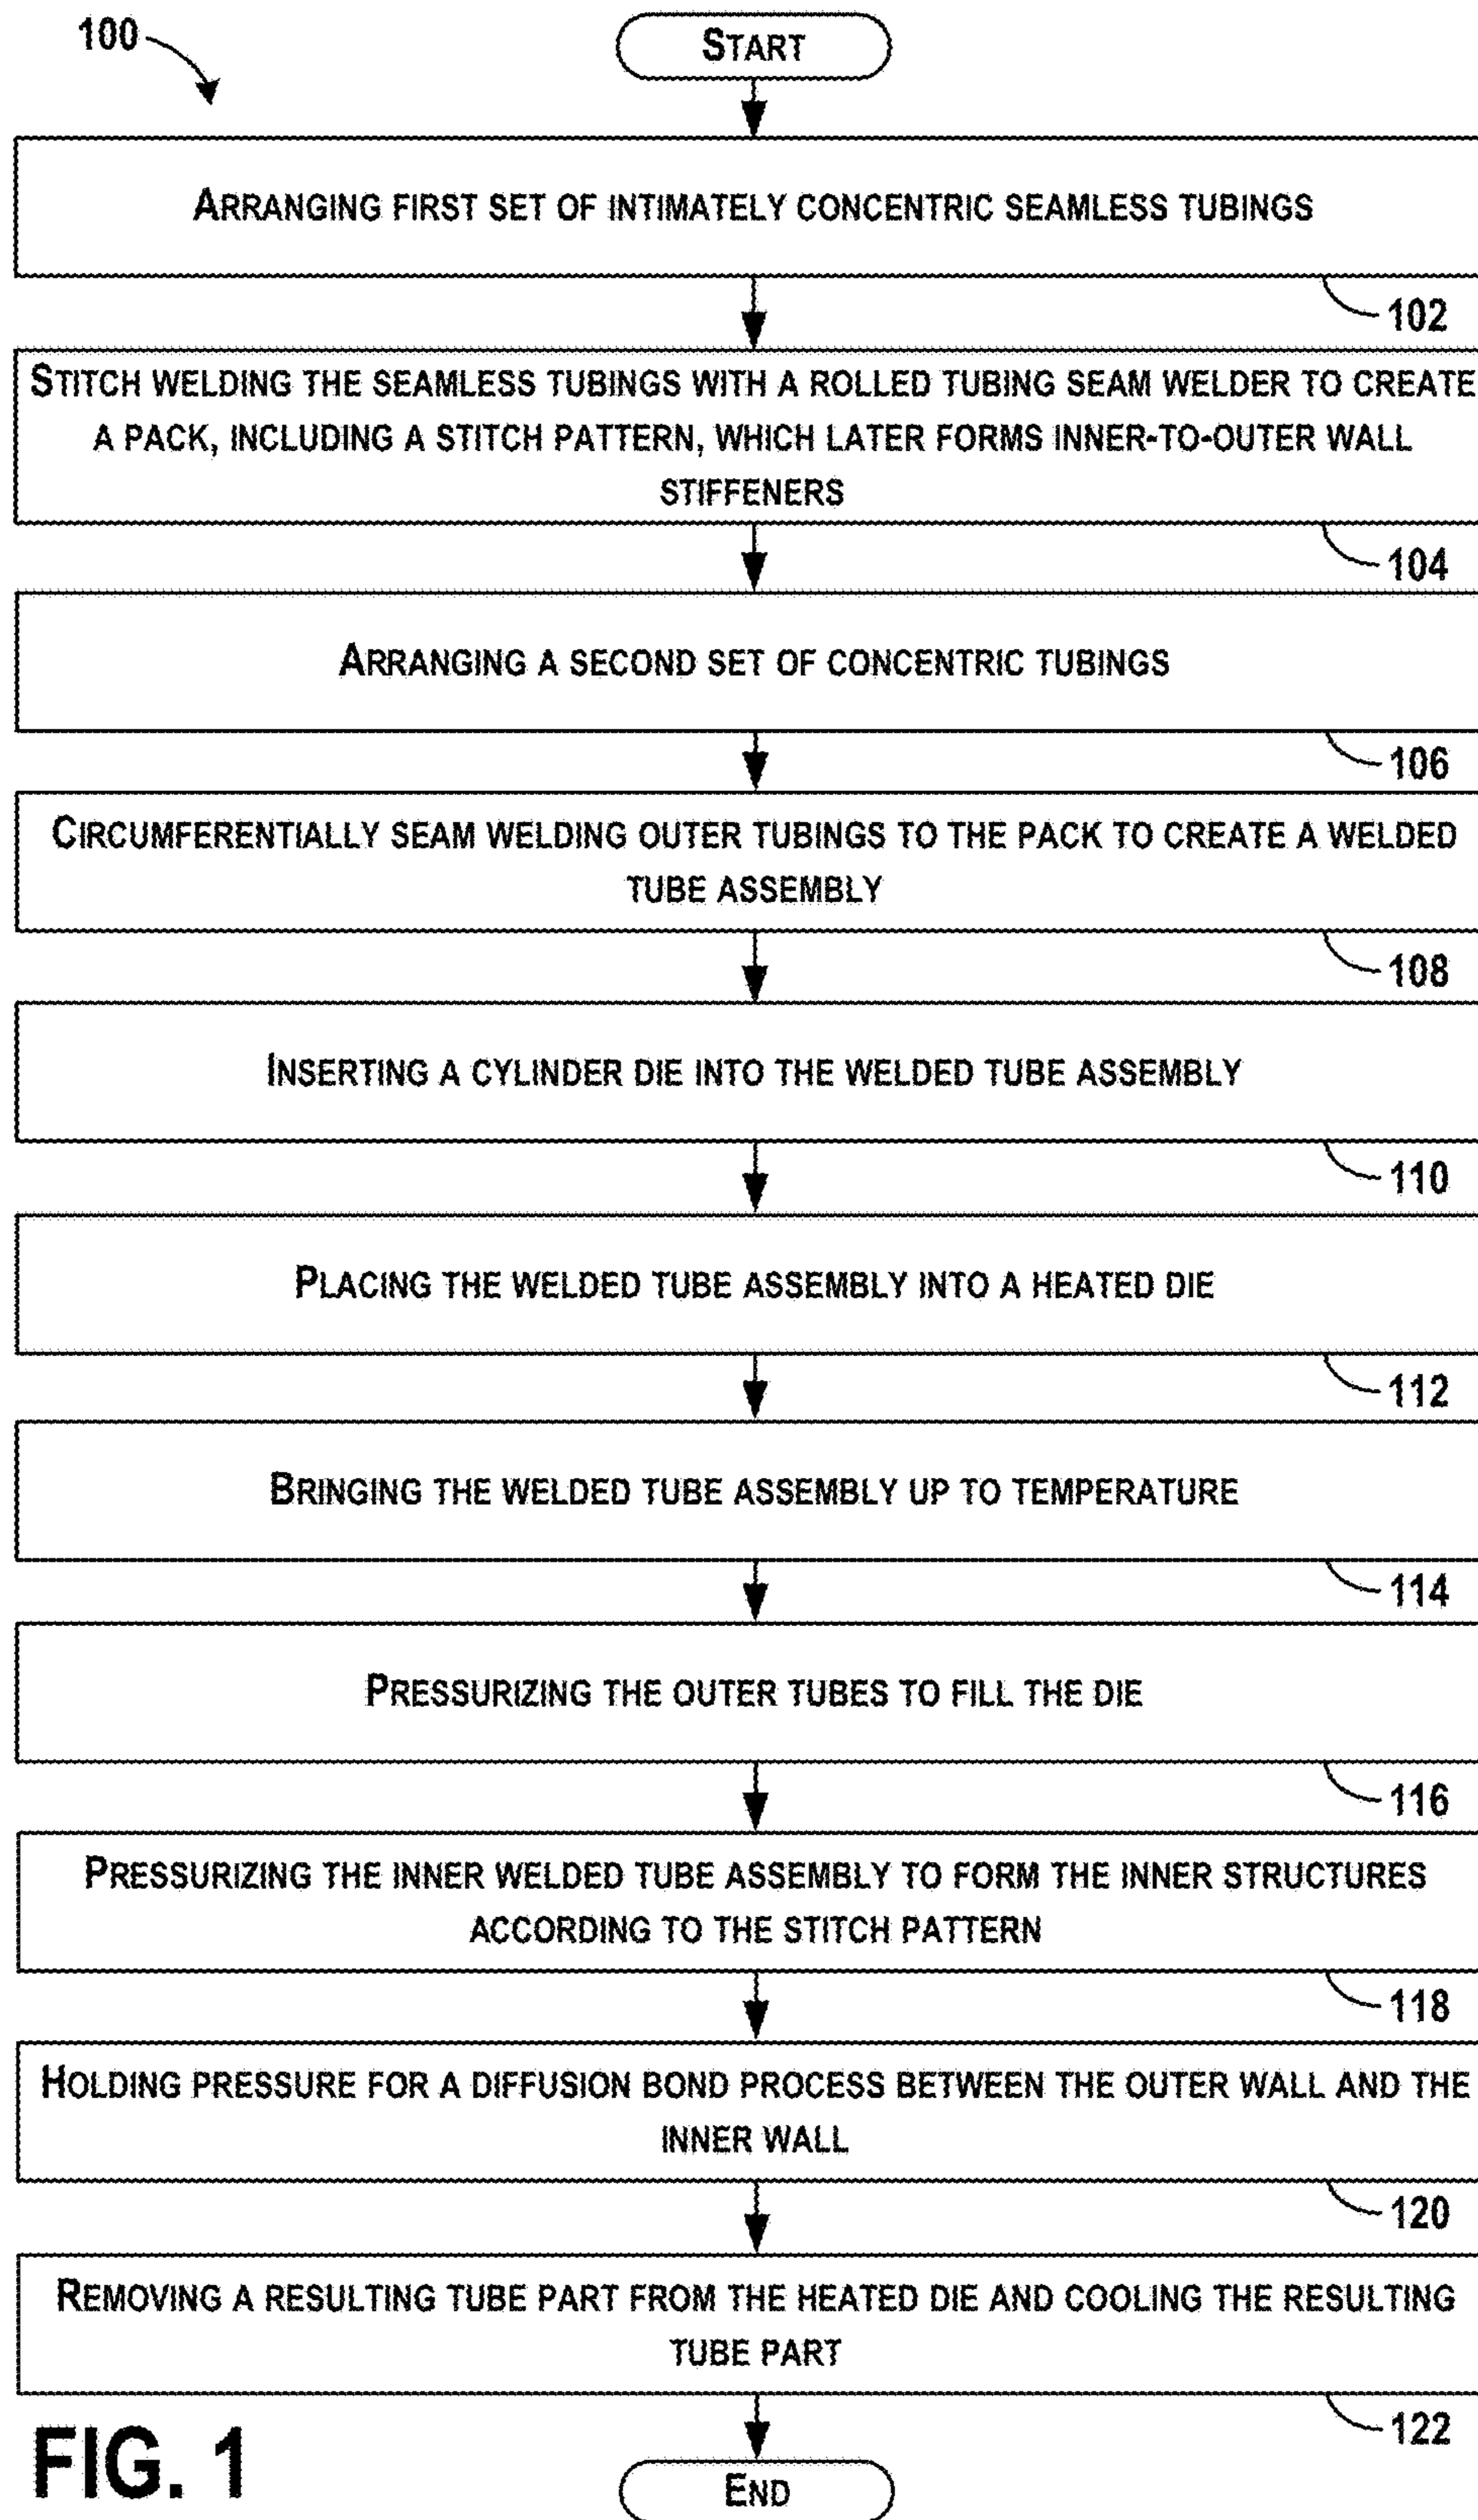 100
START
ARRANGING FIRST SET OF INTIMATELY CONCENTRIC SEAMLESS TUBINGS
102
STITCH WELDING THE SEAMLESS TUBINGS WITH A ROLLED TUBING SEAM WELDER TO CREATE
A PACK, INCLUDING A STITCH PATTERN, WHICH LATER FORMS INNER-TO-OUTER WALL
STIFFENERS
104
ARRANGING A SECOND SET OF CONCENTRIC TUBINGS
106
CIRCUMFERENTIALLY SEAM WELDING OUTER TUBINGS TO THE PACK TO CREATE A WELDED
TUBE ASSEMBLY
108
INSERTING A CYLINDER DIE INTO THE WELDED TUBE ASSEMBLY
110
PLACING THE WELDED TUBE ASSEMBLY INTO A HEATED DIE
112
BRINGING THE WELDED TUBE ASSEMBLY UP TO TEMPERATURE
114
PRESSURIZING THE OUTER TUBES TO FILL THE DIE
116
PRESSURIZING THE INNER WELDED TUBE ASSEMBLY TO FORM THE INNER STRUCTURES
ACCORDING TO THE STITCH PATTERN
118
HOLDING PRESSURE FOR A DIFFUSION BOND PROCESS BETWEEN THE OUTER WALL AND THE
INNER WALL
120
REMOVING A RESULTING TUBE PART FROM THE HEATED DIE AND COOLING THE RESULTING
TUBE PART
122
FIG. 1
END